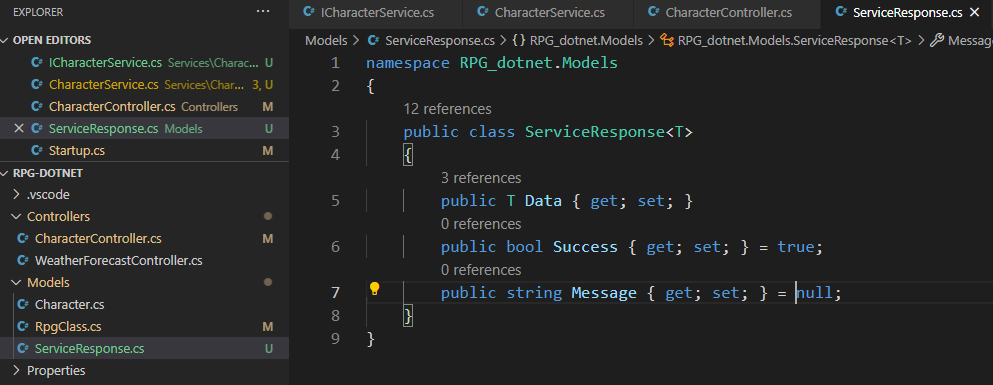 EXPLORER
OPEN EDITORS
ICharacterService.cs Services\Charac... U
CharacterService.cs Services\Char... 3, U
CharacterController.cs Controllers M
ServiceResponse.cs Models U
Startup.cs M
RPG-DOTNET
.vscode
Controllers
CharacterController.cs M
WeatherForecastController.cs
Models
Character.cs
RpgClass.cs M
ServiceResponse.cs U
Properties
ICharacterService.cs CharacterService.cs CharacterController.cs ServiceResponse.cs
Models > ServiceResponse.cs > {} RPG_dotnet.Models > RPG_dotnet.Models.ServiceResponse<T> > Messag
1 namespace RPG_dotnet.Models
2 {
12 references
3 public class ServiceResponse<T>
4 {
3 references
5 public T Data { get; set; }
0 references
6 public bool Success { get; set; } = true;
0 references
7 public string Message { get; set; } = null;
8 }
9 }